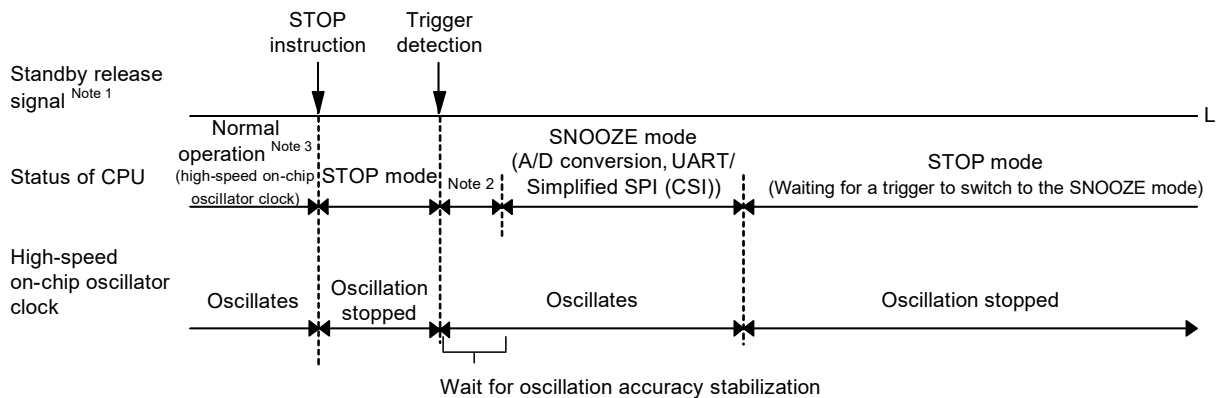 STOP
instruction
Trigger
detection
Standby release
signal Note 1
L
Status of CPU
Normal
operation Note 3
(high-speed on-chip
oscillator clock)
STOP mode
Note 2
SNOOZE mode
(A/D conversion, UART/
Simplified SPI (CSI))
STOP mode
(Waiting for a trigger to switch to the SNOOZE mode)
High-speed
on-chip oscillator
clock
Oscillates
Oscillation
stopped
Oscillates
Oscillation stopped
Wait for oscillation accuracy stabilization